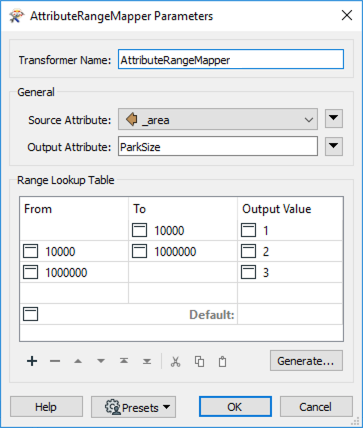 AttributeRangeMapper Parameters
Transformer Name: AttributeRangeMapper
General
Source Attribute: _area
Output Attribute: ParkSize
Range Lookup Table
From To Output Value
10000 1
10000 1000000 2
1000000 3
Default:
Generate...
Help Presets OK Cancel